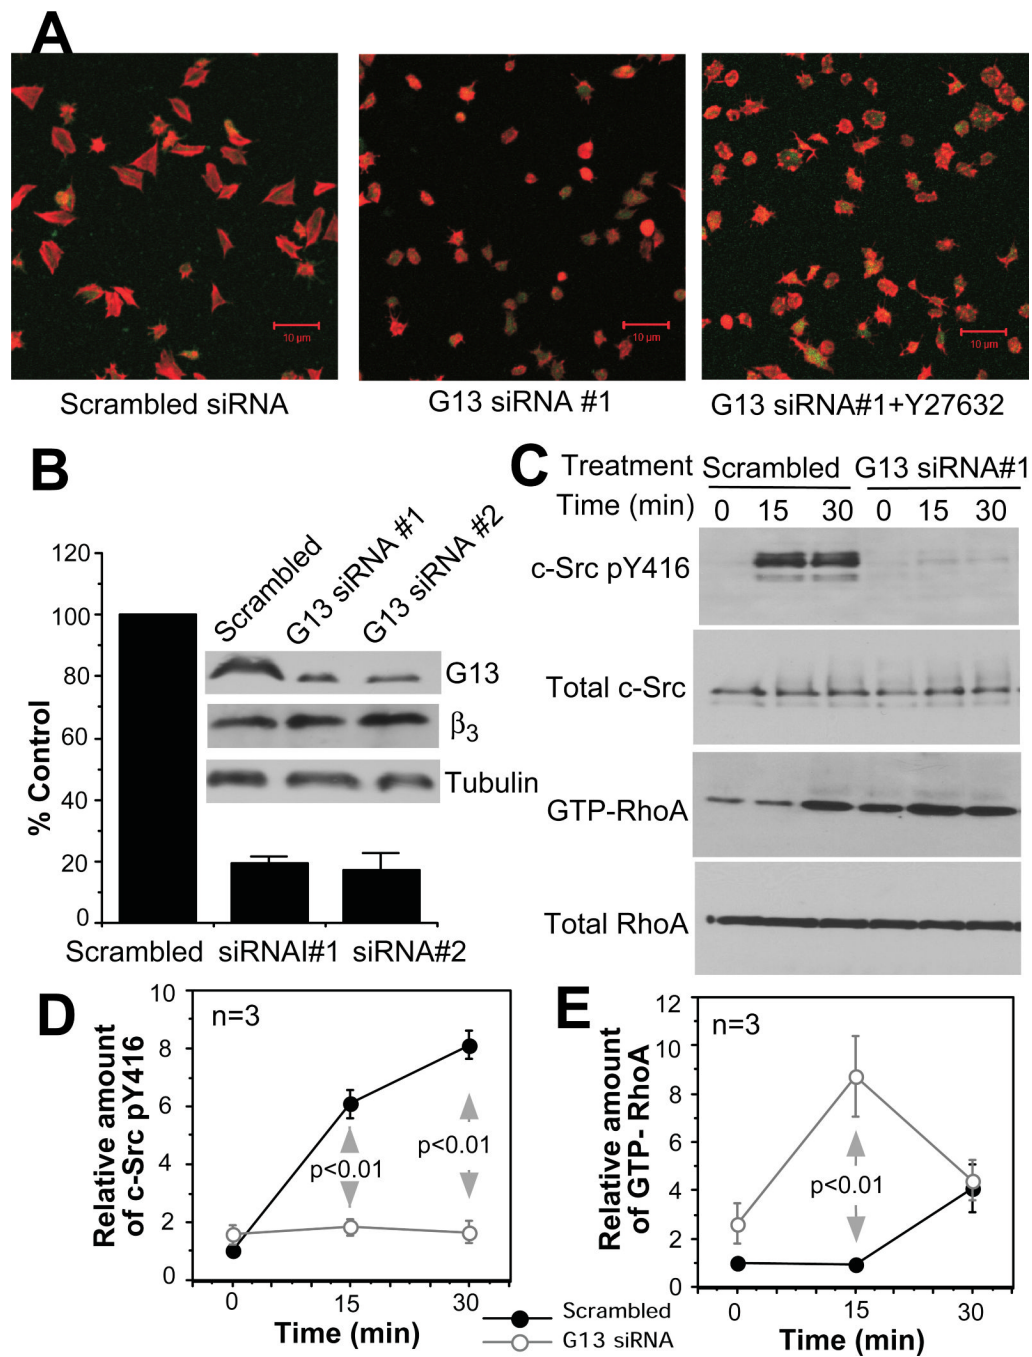 A
10 µm
10 µm
10 µm
Scrambled siRNA
G13 siRNA #1
G13 siRNA#1+Y27632
B
120
100
80
60
40
20
0
% Control
Scrambled
G13 siRNA #1
G13 siRNA #2
G13
β3
Tubulin
Scrambled
siRNAI#1
siRNA#2
C
Treatment Scrambled G13 siRNA#1
Time (min) 0 15 30 0 15 30
c-Src pY416
Total c-Src
GTP-RhoA
Total RhoA
D
n=3
Relative amount
of c-Src pY416
10
8
6
4
2
0
p<0.01
p<0.01
0 15 30
Time (min)
E
n=3
Relative amount
of GTP- RhoA
12
10
8
6
4
2
0
p<0.01
0 15 30
Time (min)
Scrambled
G13 siRNA